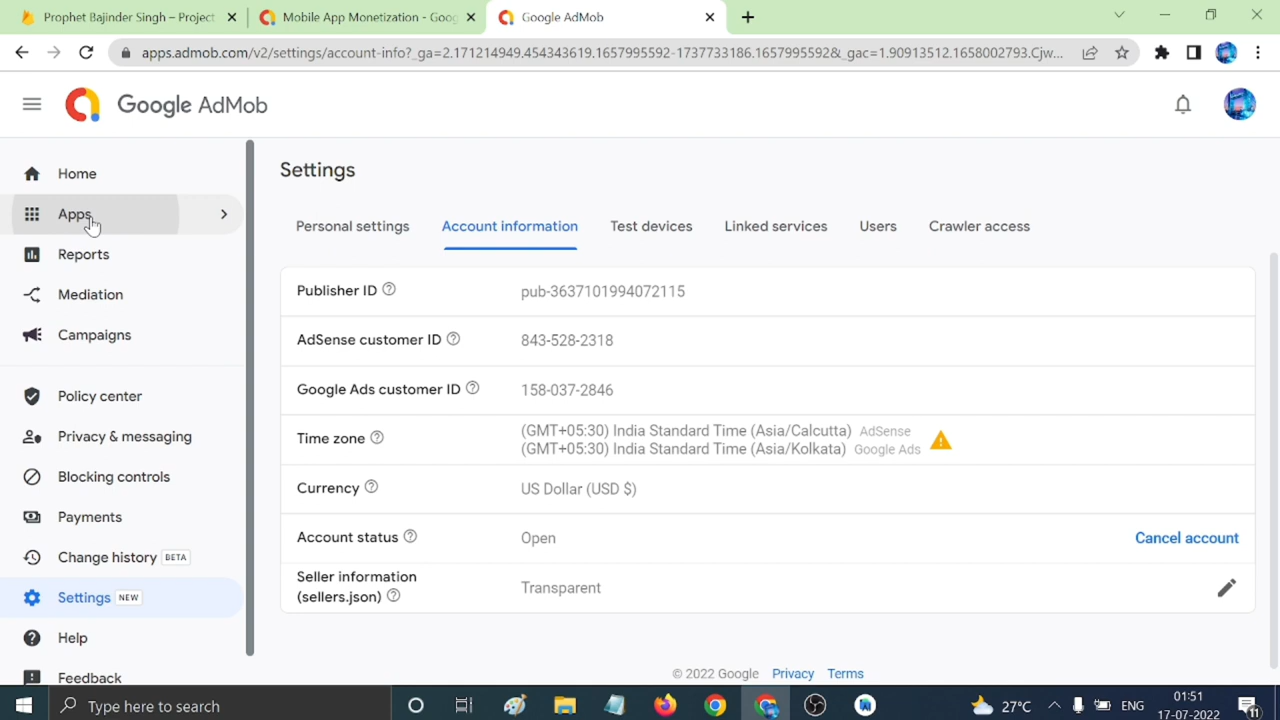 Prophet Bajinder Singh – Project
Mobile App Monetization - Goog
Google AdMob
apps.admob.com/v2/settings/account-info?_ga=2.171214949.454343619.1657995592-1737733186.1657995592&_gac=1.90913512.1658002793.Cjw...
Google AdMob
Home
Apps
Reports
Mediation
Campaigns
Policy center
Privacy & messaging
Blocking controls
Payments
Change history BETA
Settings NEW
Help
Feedback
Settings
Personal settings Account information Test devices Linked services Users Crawler access
Publisher ID pub-3637101994072115
AdSense customer ID 843-528-2318
Google Ads customer ID 158-037-2846
Time zone (GMT+05:30) India Standard Time (Asia/Calcutta) AdSense
(GMT+05:30) India Standard Time (Asia/Kolkata) Google Ads
Currency US Dollar (USD $)
Account status Open Cancel account
Seller information
(sellers.json) Transparent
© 2022 Google Privacy Terms
Type here to search
27°C
ENG
01:51
17-07-2022
11